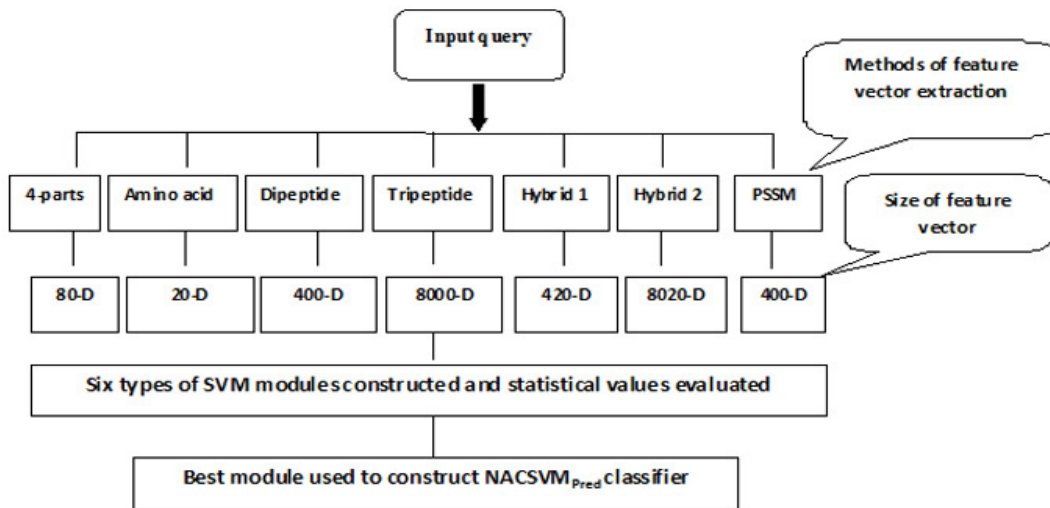 Input query
Methods of feature
vector extraction
4-parts
Amino acid
Dipeptide
Tripeptide
Hybrid 1
Hybrid 2
PSSM
Size of feature
vector
80-D
20-D
400-D
8000-D
420-D
8020-D
400-D
Six types of SVM modules constructed and statistical values evaluated
Best module used to construct NACSVMPred classifier